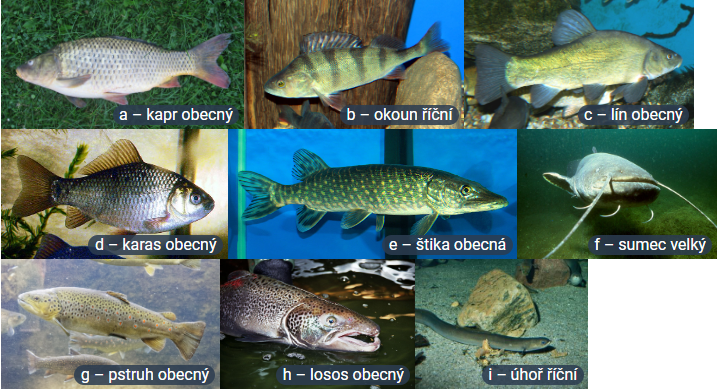 a – kapr obecný
b – okoun říční
c – lín obecný
d – karas obecný
e – štika obecná
f – sumec velký
g – pstruh obecný
h – losos obecný
i – úhoř říční